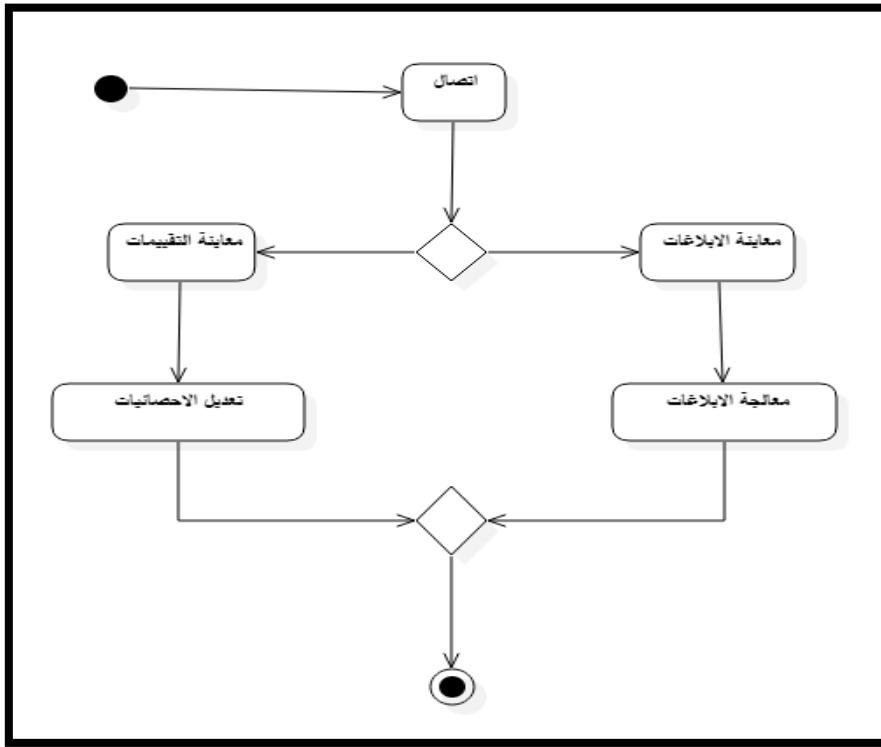 اتصال
معاينة الابلاغات
معاينة التقييمات
معالجة الابلاغات
تعديل الاحصائيات